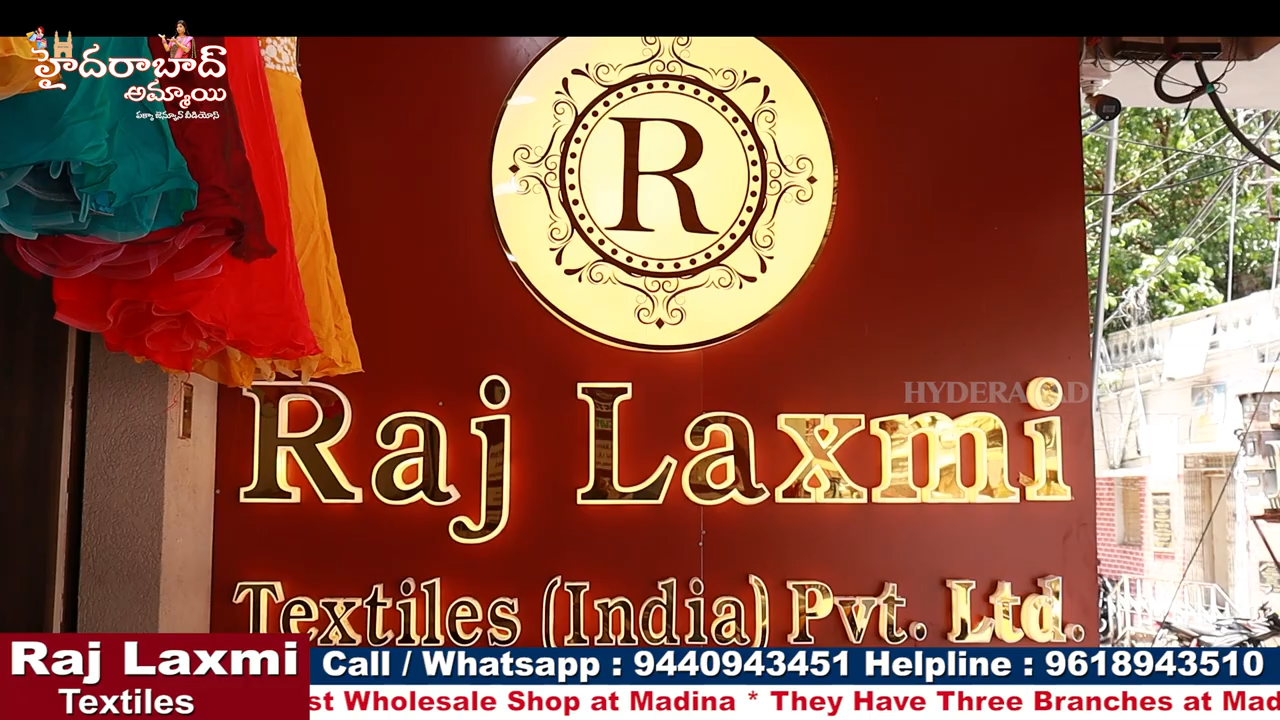 హైదరాబాద్
అమ్మాయి
పక్కా జెన్యూన్ వీడియోస్
R
Raj Laxmi
HYDERABAD
Textiles (India) Pvt. Ltd.
Raj Laxmi
Textiles
Call / Whatsapp : 9440943451 Helpline : 9618943510
st Wholesale Shop at Madina * They Have Three Branches at Mad